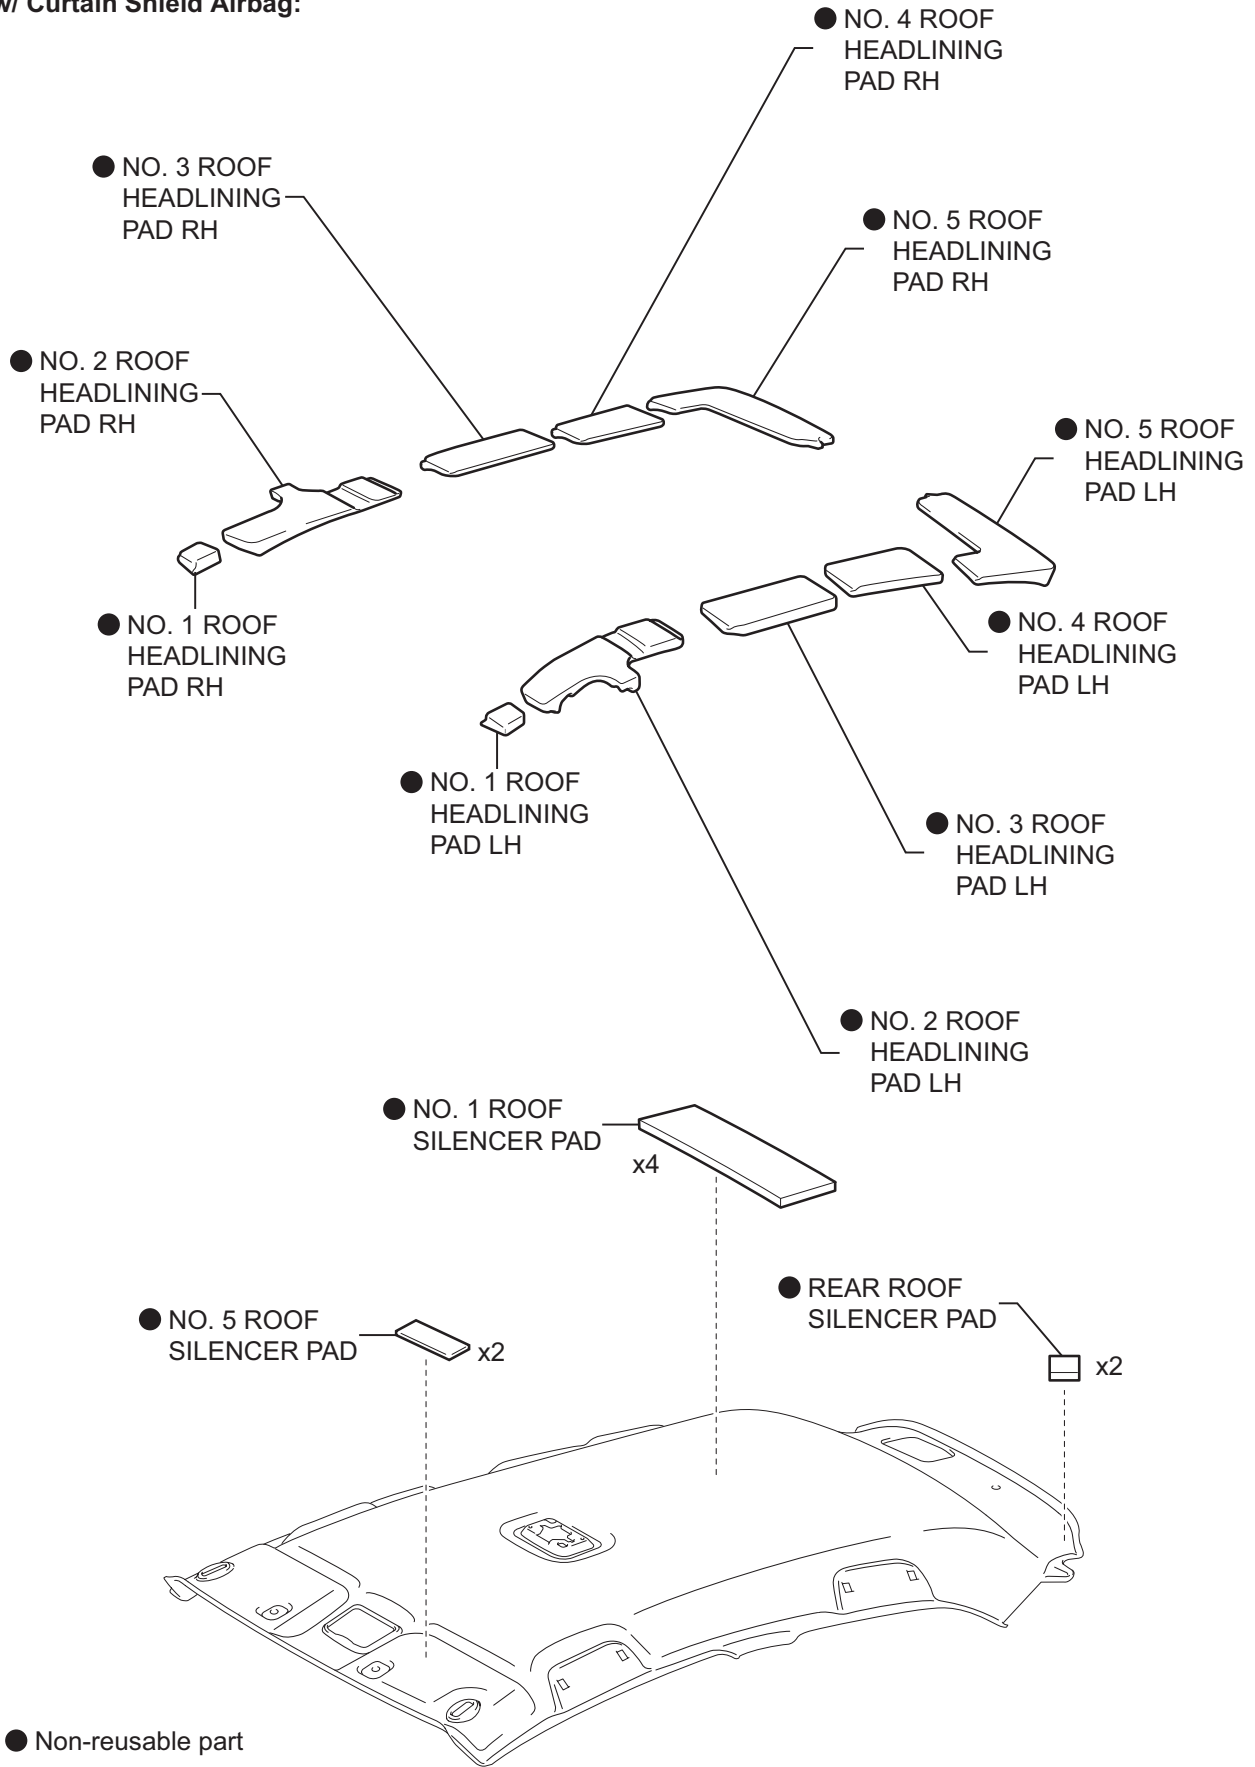 w/ Curtain Shield Airbag:
● NO. 4 ROOF
HEADLINING
PAD RH
● NO. 3 ROOF
HEADLINING
PAD RH
● NO. 5 ROOF
HEADLINING
PAD RH
● NO. 2 ROOF
HEADLINING
PAD RH
● NO. 5 ROOF
HEADLINING
PAD LH
● NO. 1 ROOF
HEADLINING
PAD RH
● NO. 4 ROOF
HEADLINING
PAD LH
● NO. 1 ROOF
HEADLINING
PAD LH
● NO. 3 ROOF
HEADLINING
PAD LH
● NO. 2 ROOF
HEADLINING
PAD LH
● NO. 1 ROOF
SILENCER PAD
x4
● REAR ROOF
SILENCER PAD
x2
● NO. 5 ROOF
SILENCER PAD
x2
● Non-reusable part